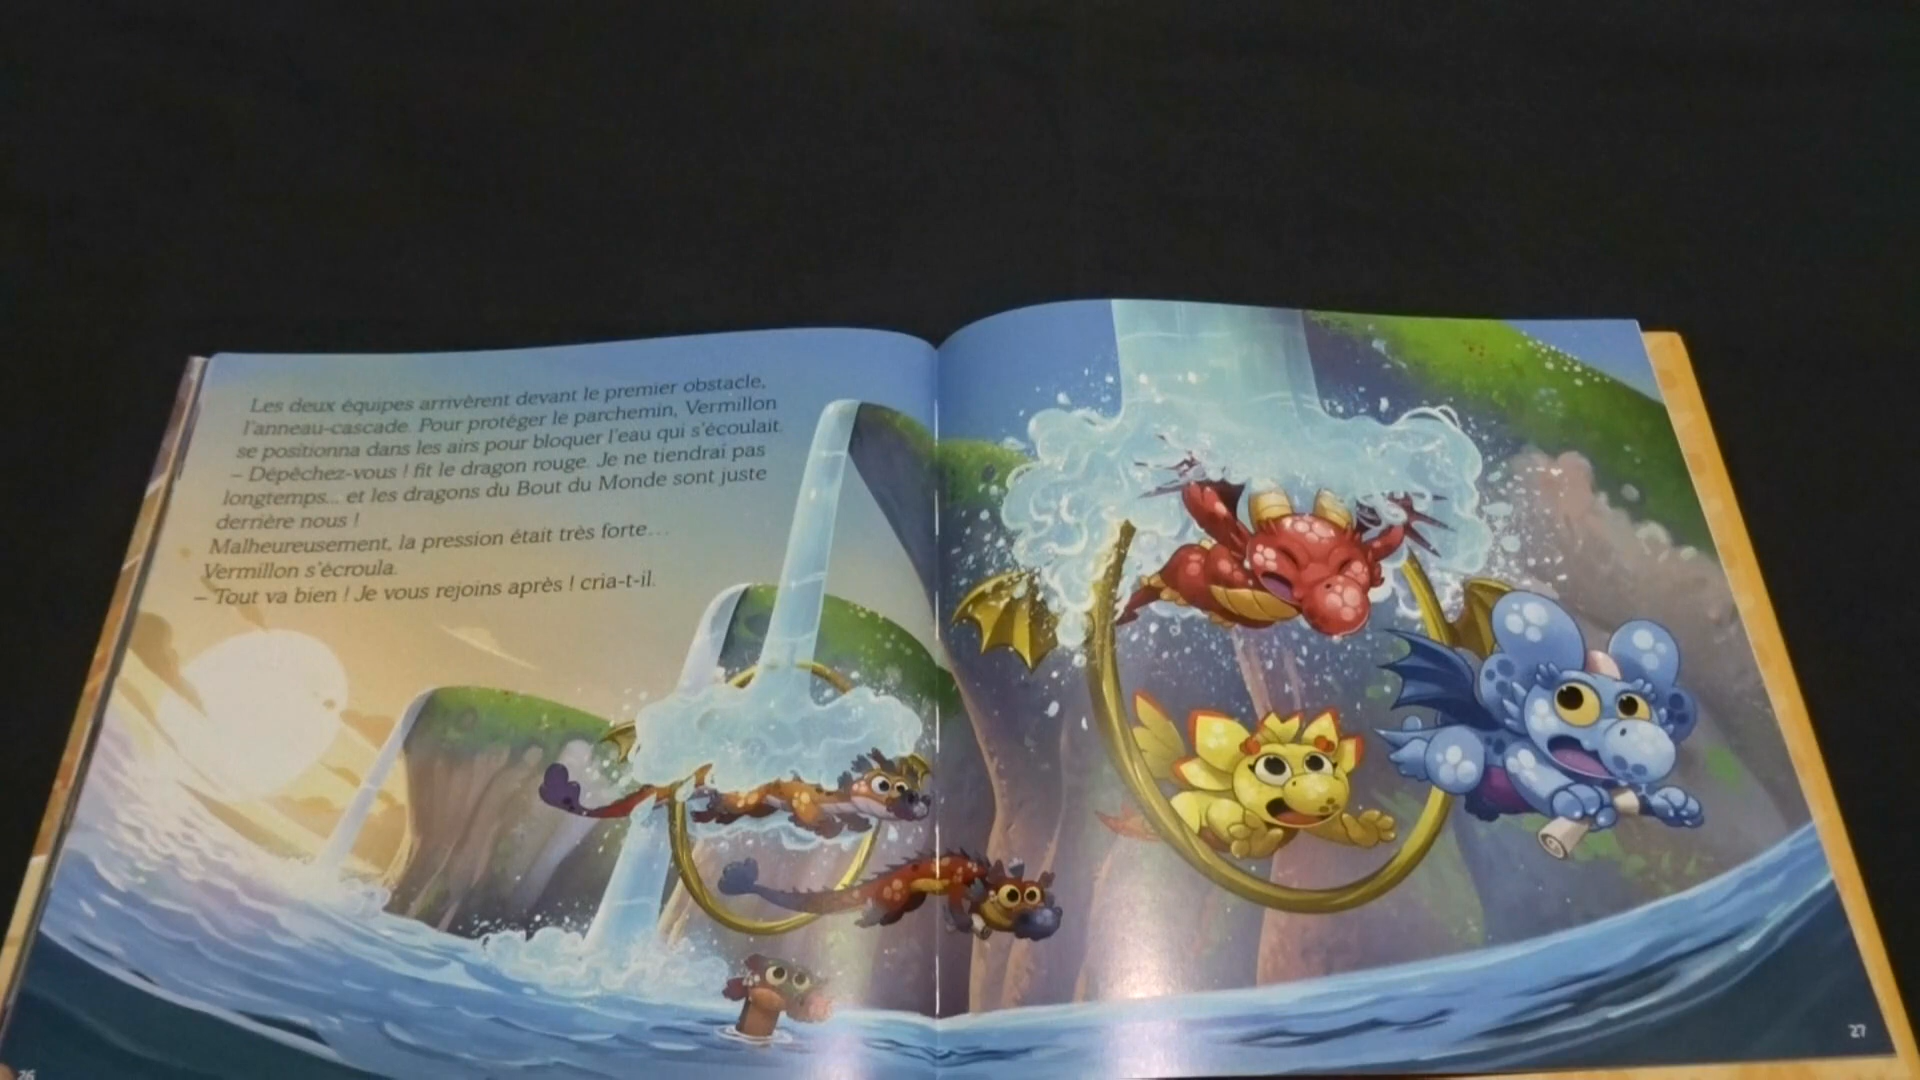 Les deux équipes arrivèrent devant le premier obstacle,
l'anneau-cascade. Pour protéger le parchemin, Vermillon
se positionna dans les airs pour bloquer l'eau qui s'écoulait.
– Dépêchez-vous ! fit le dragon rouge. Je ne tiendrai pas
longtemps... et les dragons du Bout du Monde sont juste
derrière nous !
Malheureusement, la pression était très forte...
Vermillon s'écroula.
– Tout va bien ! Je vous rejoins après ! cria-t-il.
26
27